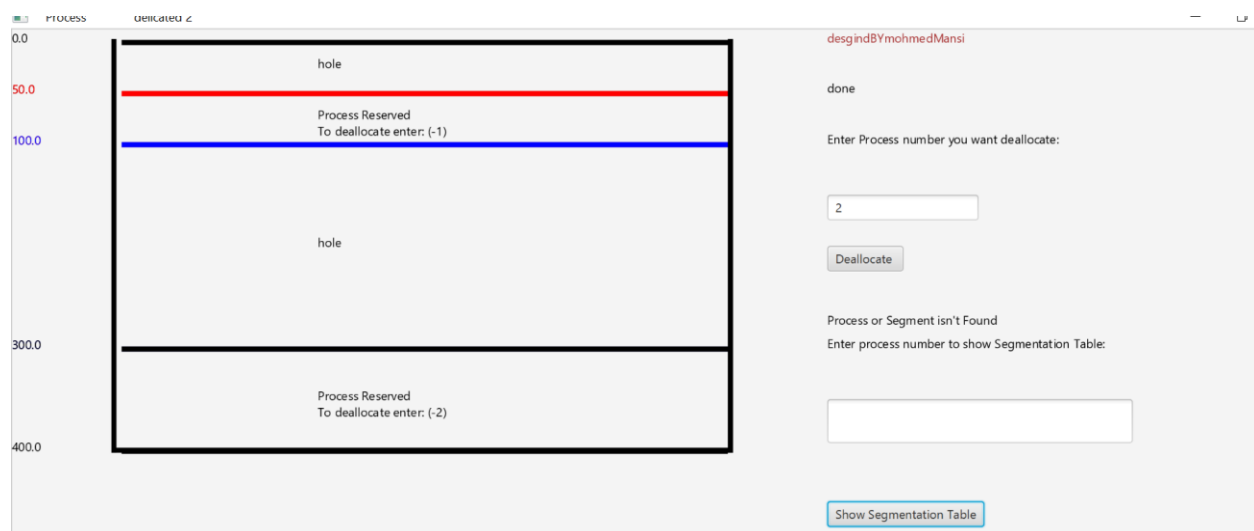 Process delicated 2
0.0
desgindBYmohmedMansi
hole
50.0
done
Process Reserved
To deallocate enter: (-1)
100.0
Enter Process number you want deallocate:
2
hole
Deallocate
Process or Segment isn't Found
300.0
Enter process number to show Segmentation Table:
Process Reserved
To deallocate enter: (-2)
400.0
Show Segmentation Table